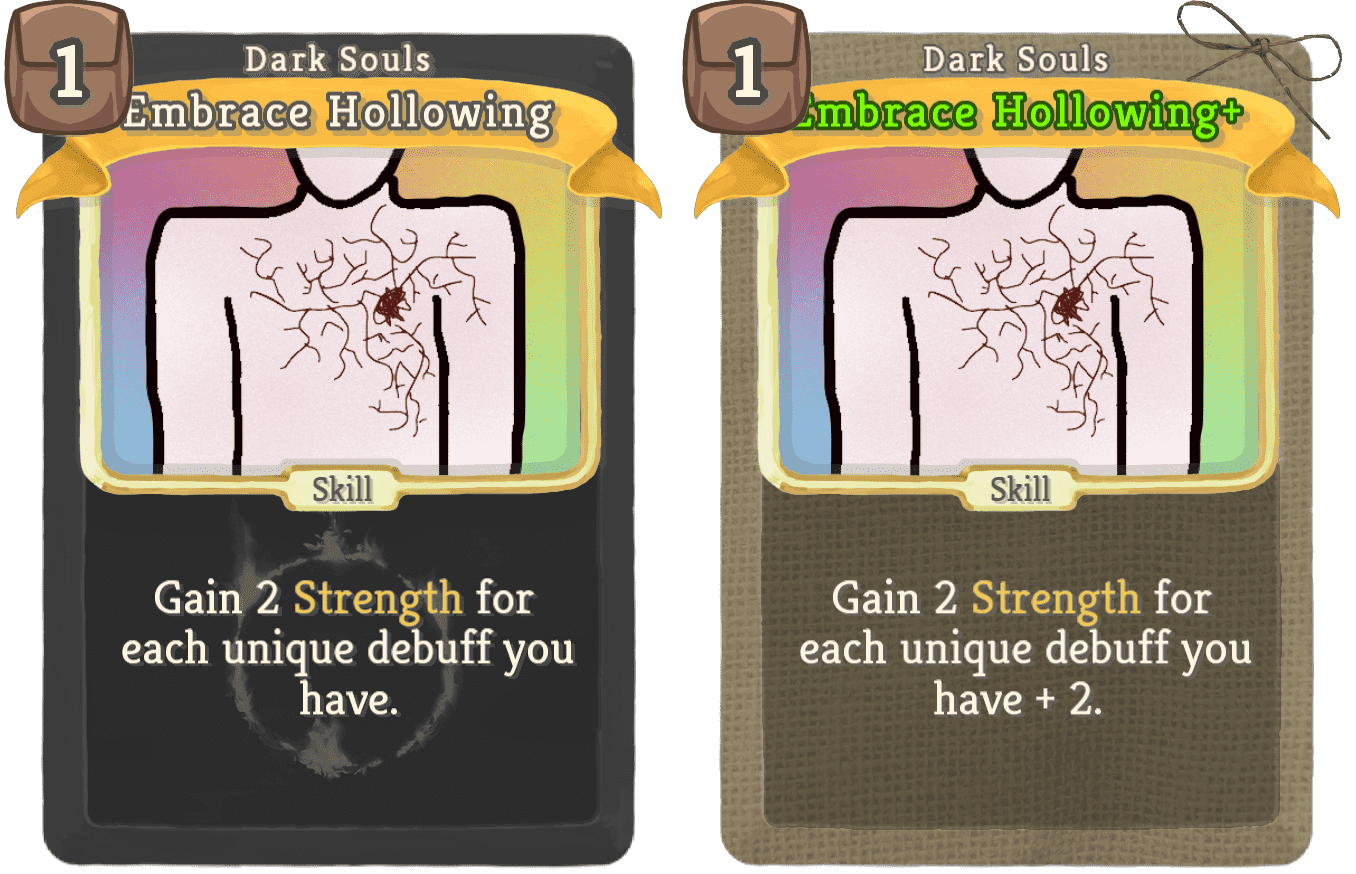 1
Dark Souls
Embrace Hollowing
Skill
Gain 2 Strength for
each unique debuff you
have.
1
Dark Souls
Embrace Hollowing+
Skill
Gain 2 Strength for
each unique debuff you
have + 2.